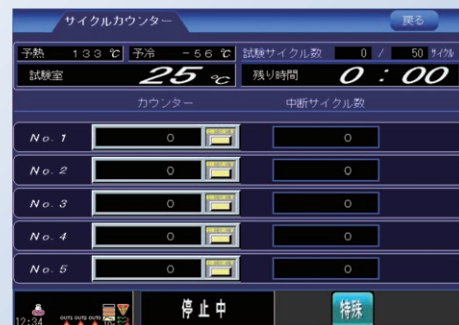 サイクルカウンター 戻る
予熱 133 ℃ 予冷 -56 ℃ 試験サイクル数 0 / 50 サイクル
試験室 25 ℃ 残り時間 0 : 00
カウンター 中断サイクル数
No. 1 0 0
No. 2 0 0
No. 3 0 0
No. 4 0 0
No. 5 0 0
12:34 OUT1 OUT2 OUT3 停止中 特殊